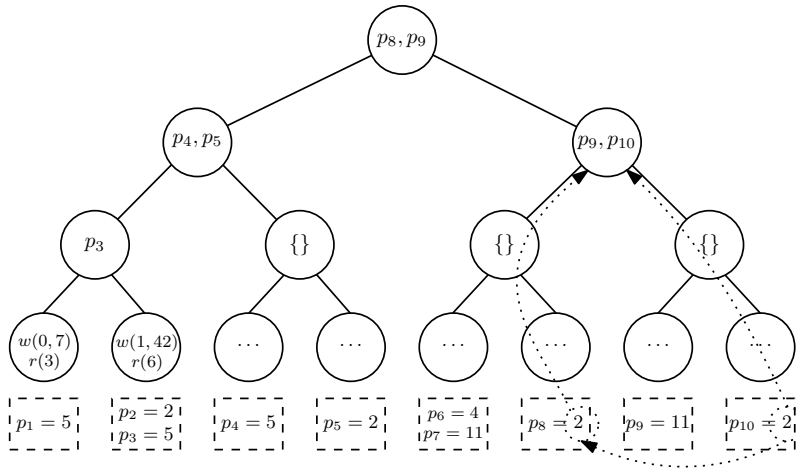 p₈, p₉
p₄, p₅
p₉, p₁₀
p₃
{}
{}
{}
w(0, 7)
r(3)
w(1, 42)
r(6)
...
...
...
...
...
...
p₁ = 5
p₂ = 2
p₃ = 5
p₄ = 5
p₅ = 2
p₆ = 4
p₇ = 11
p₈ = 2
p₉ = 11
p₁₀ = 2